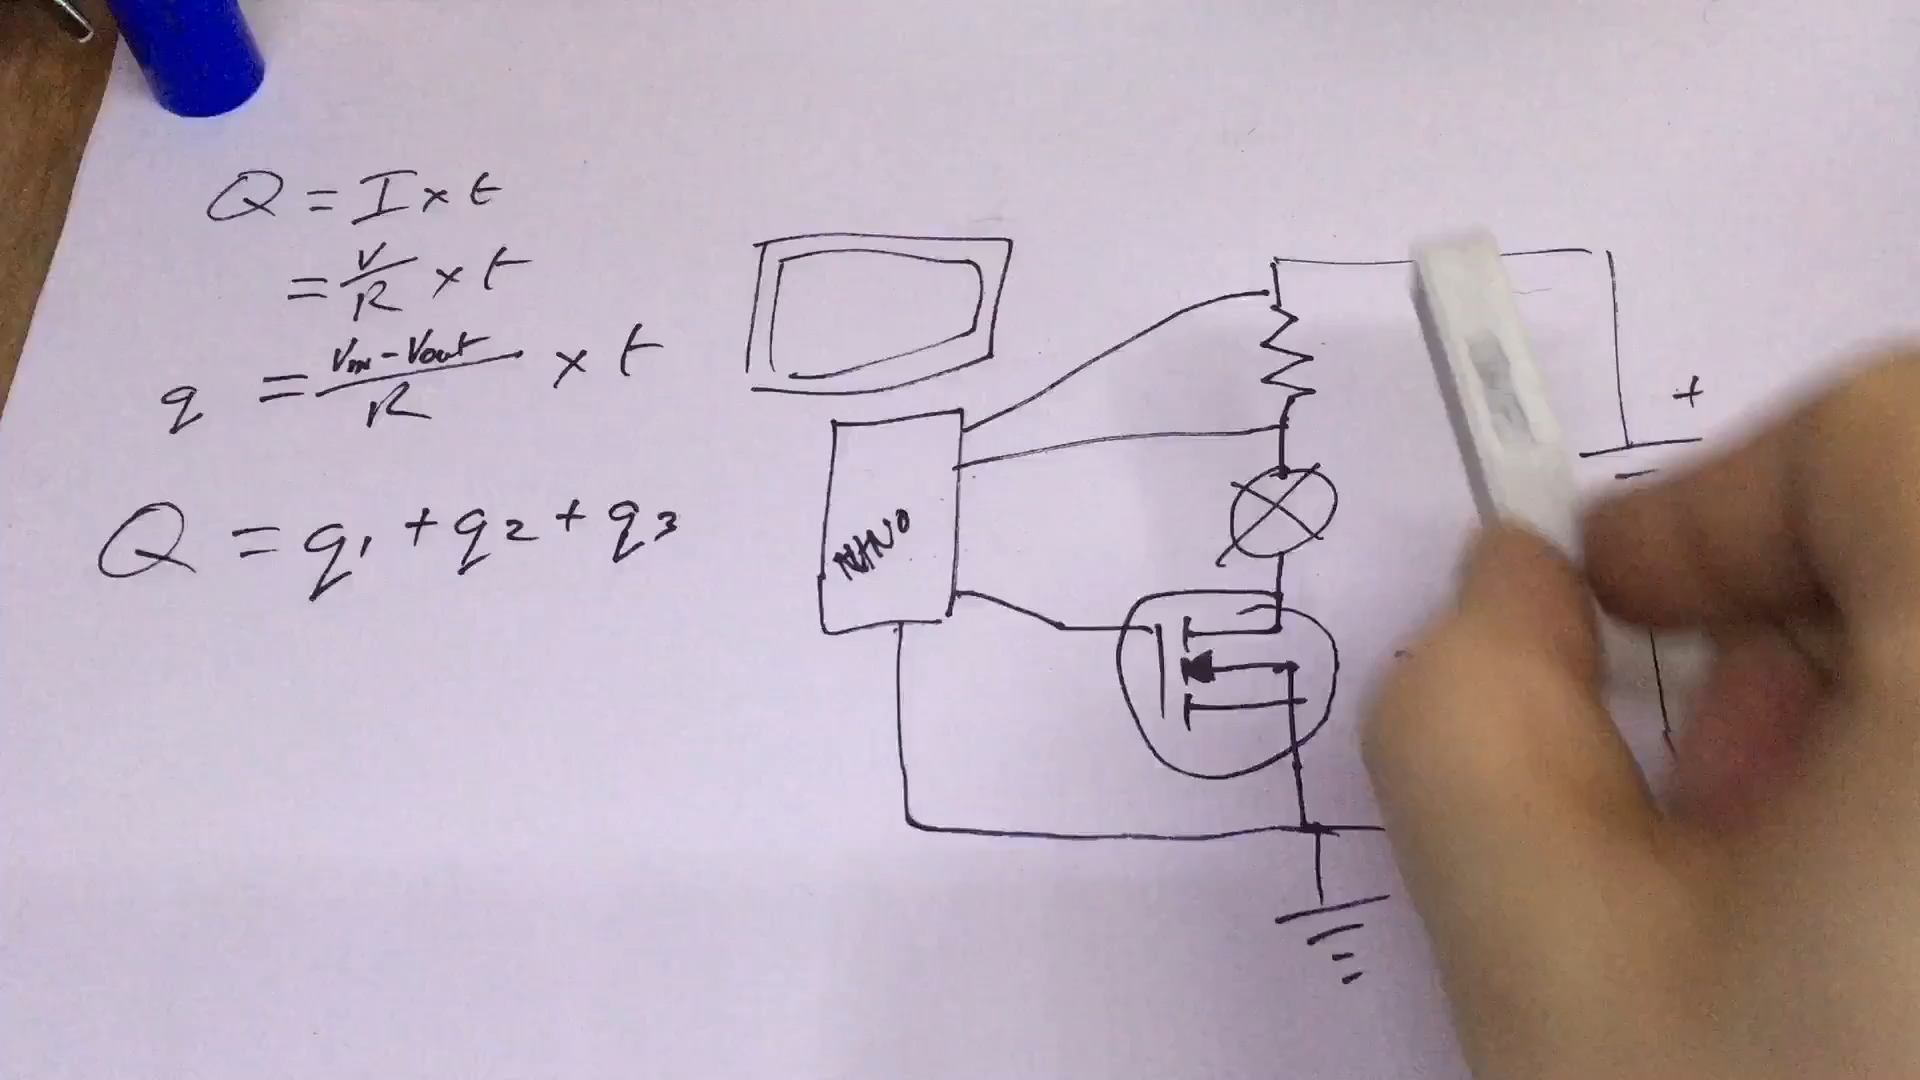 Q = I x t
= V/R x t
q = Vin - Vout/R x t
Q = q1 + q2 + q3
NANO
+